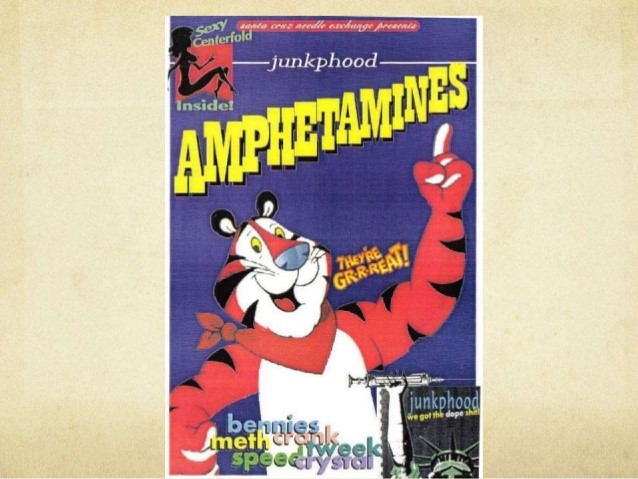 santa cruz needle exchange presents
Sexy
Centerfold
Inside!
junkphood
AMPHETAMINES
THEY'RE
GR-R-REAT!
bennies
meth crank
tweek
speed crystal
junkphood
we got the dope shit!